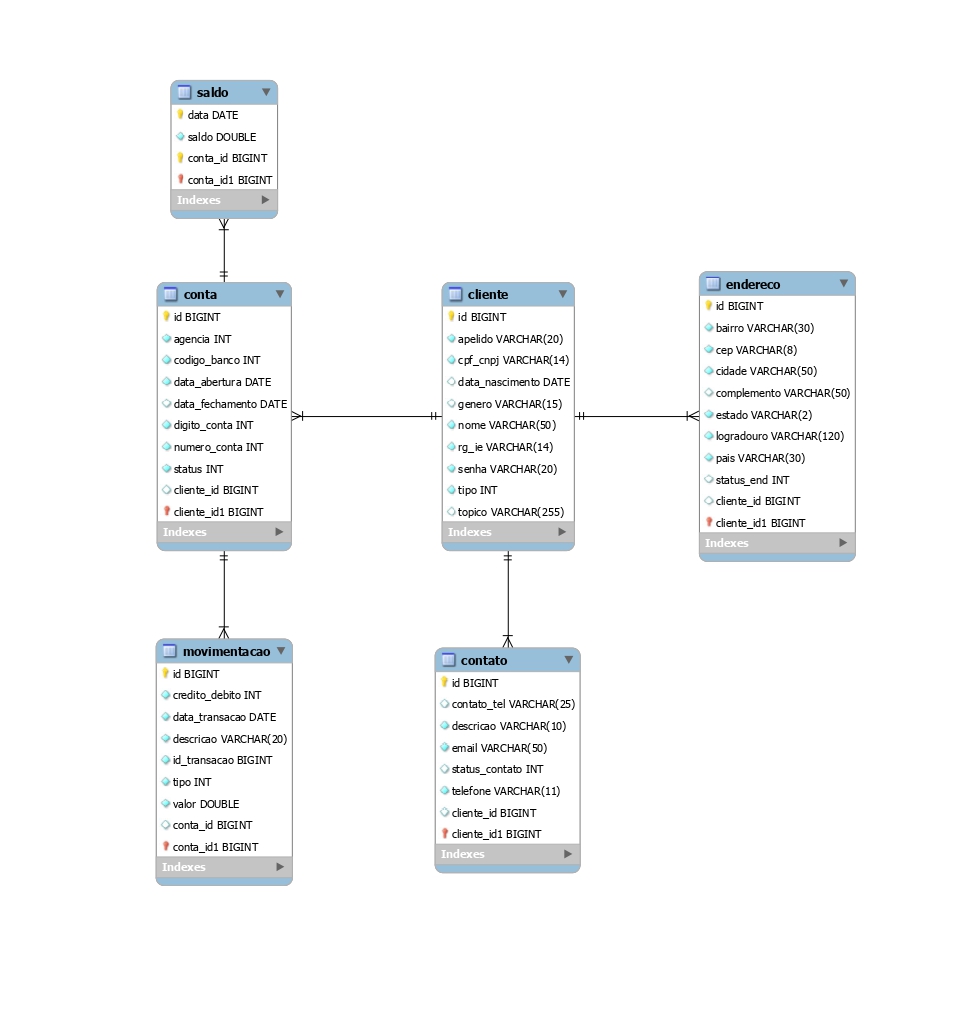 saldo
data DATE
saldo DOUBLE
conta_id BIGINT
conta_id1 BIGINT
Indexes
conta
id BIGINT
agencia INT
codigo_banco INT
data_abertura DATE
data_fechamento DATE
digito_conta INT
numero_conta INT
status INT
cliente_id BIGINT
cliente_id1 BIGINT
Indexes
cliente
id BIGINT
apelido VARCHAR(20)
cpf_cnpj VARCHAR(14)
data_nascimento DATE
genero VARCHAR(15)
nome VARCHAR(50)
rg_ie VARCHAR(14)
senha VARCHAR(20)
tipo INT
topico VARCHAR(255)
Indexes
endereco
id BIGINT
bairro VARCHAR(30)
cep VARCHAR(8)
cidade VARCHAR(50)
complemento VARCHAR(50)
estado VARCHAR(2)
logradouro VARCHAR(120)
pais VARCHAR(30)
status_end INT
cliente_id BIGINT
cliente_id1 BIGINT
Indexes
movimentacao
id BIGINT
credito_debito INT
data_transacao DATE
descricao VARCHAR(20)
id_transacao BIGINT
tipo INT
valor DOUBLE
conta_id BIGINT
conta_id1 BIGINT
Indexes
contato
id BIGINT
contato_tel VARCHAR(25)
descricao VARCHAR(10)
email VARCHAR(50)
status_contato INT
telefone VARCHAR(11)
cliente_id BIGINT
cliente_id1 BIGINT
Indexes